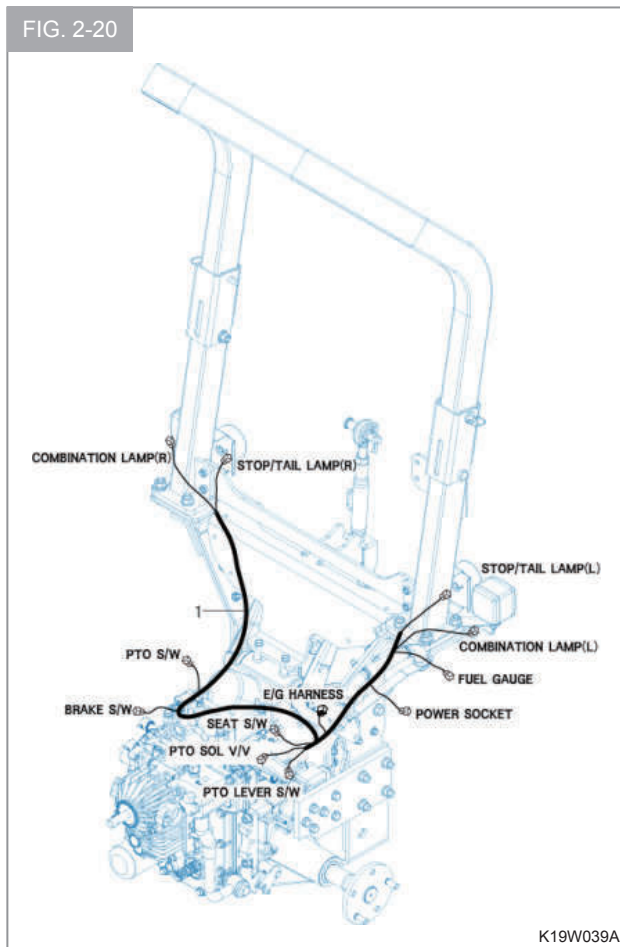 FIG. 2-20
COMBINATION LAMP(R)
STOP/TAIL LAMP(R)
STOP/TAIL LAMP(L)
1
COMBINATION LAMP(L)
PTO S/W
FUEL GAUGE
E/G HARNESS
BRAKE S/W
SEAT S/W
POWER SOCKET
PTO SOL V/V
PTO LEVER S/W
K19W039A